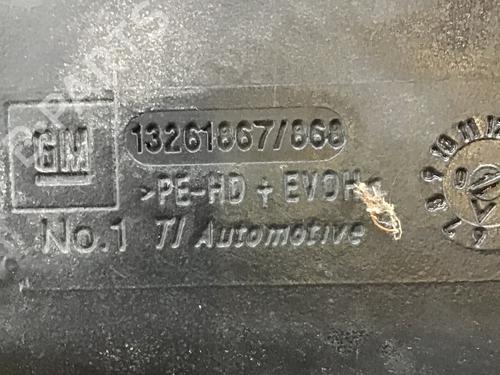 GM
13261867/868
>PE-HD + EVOH<
No.1 TI Automotive